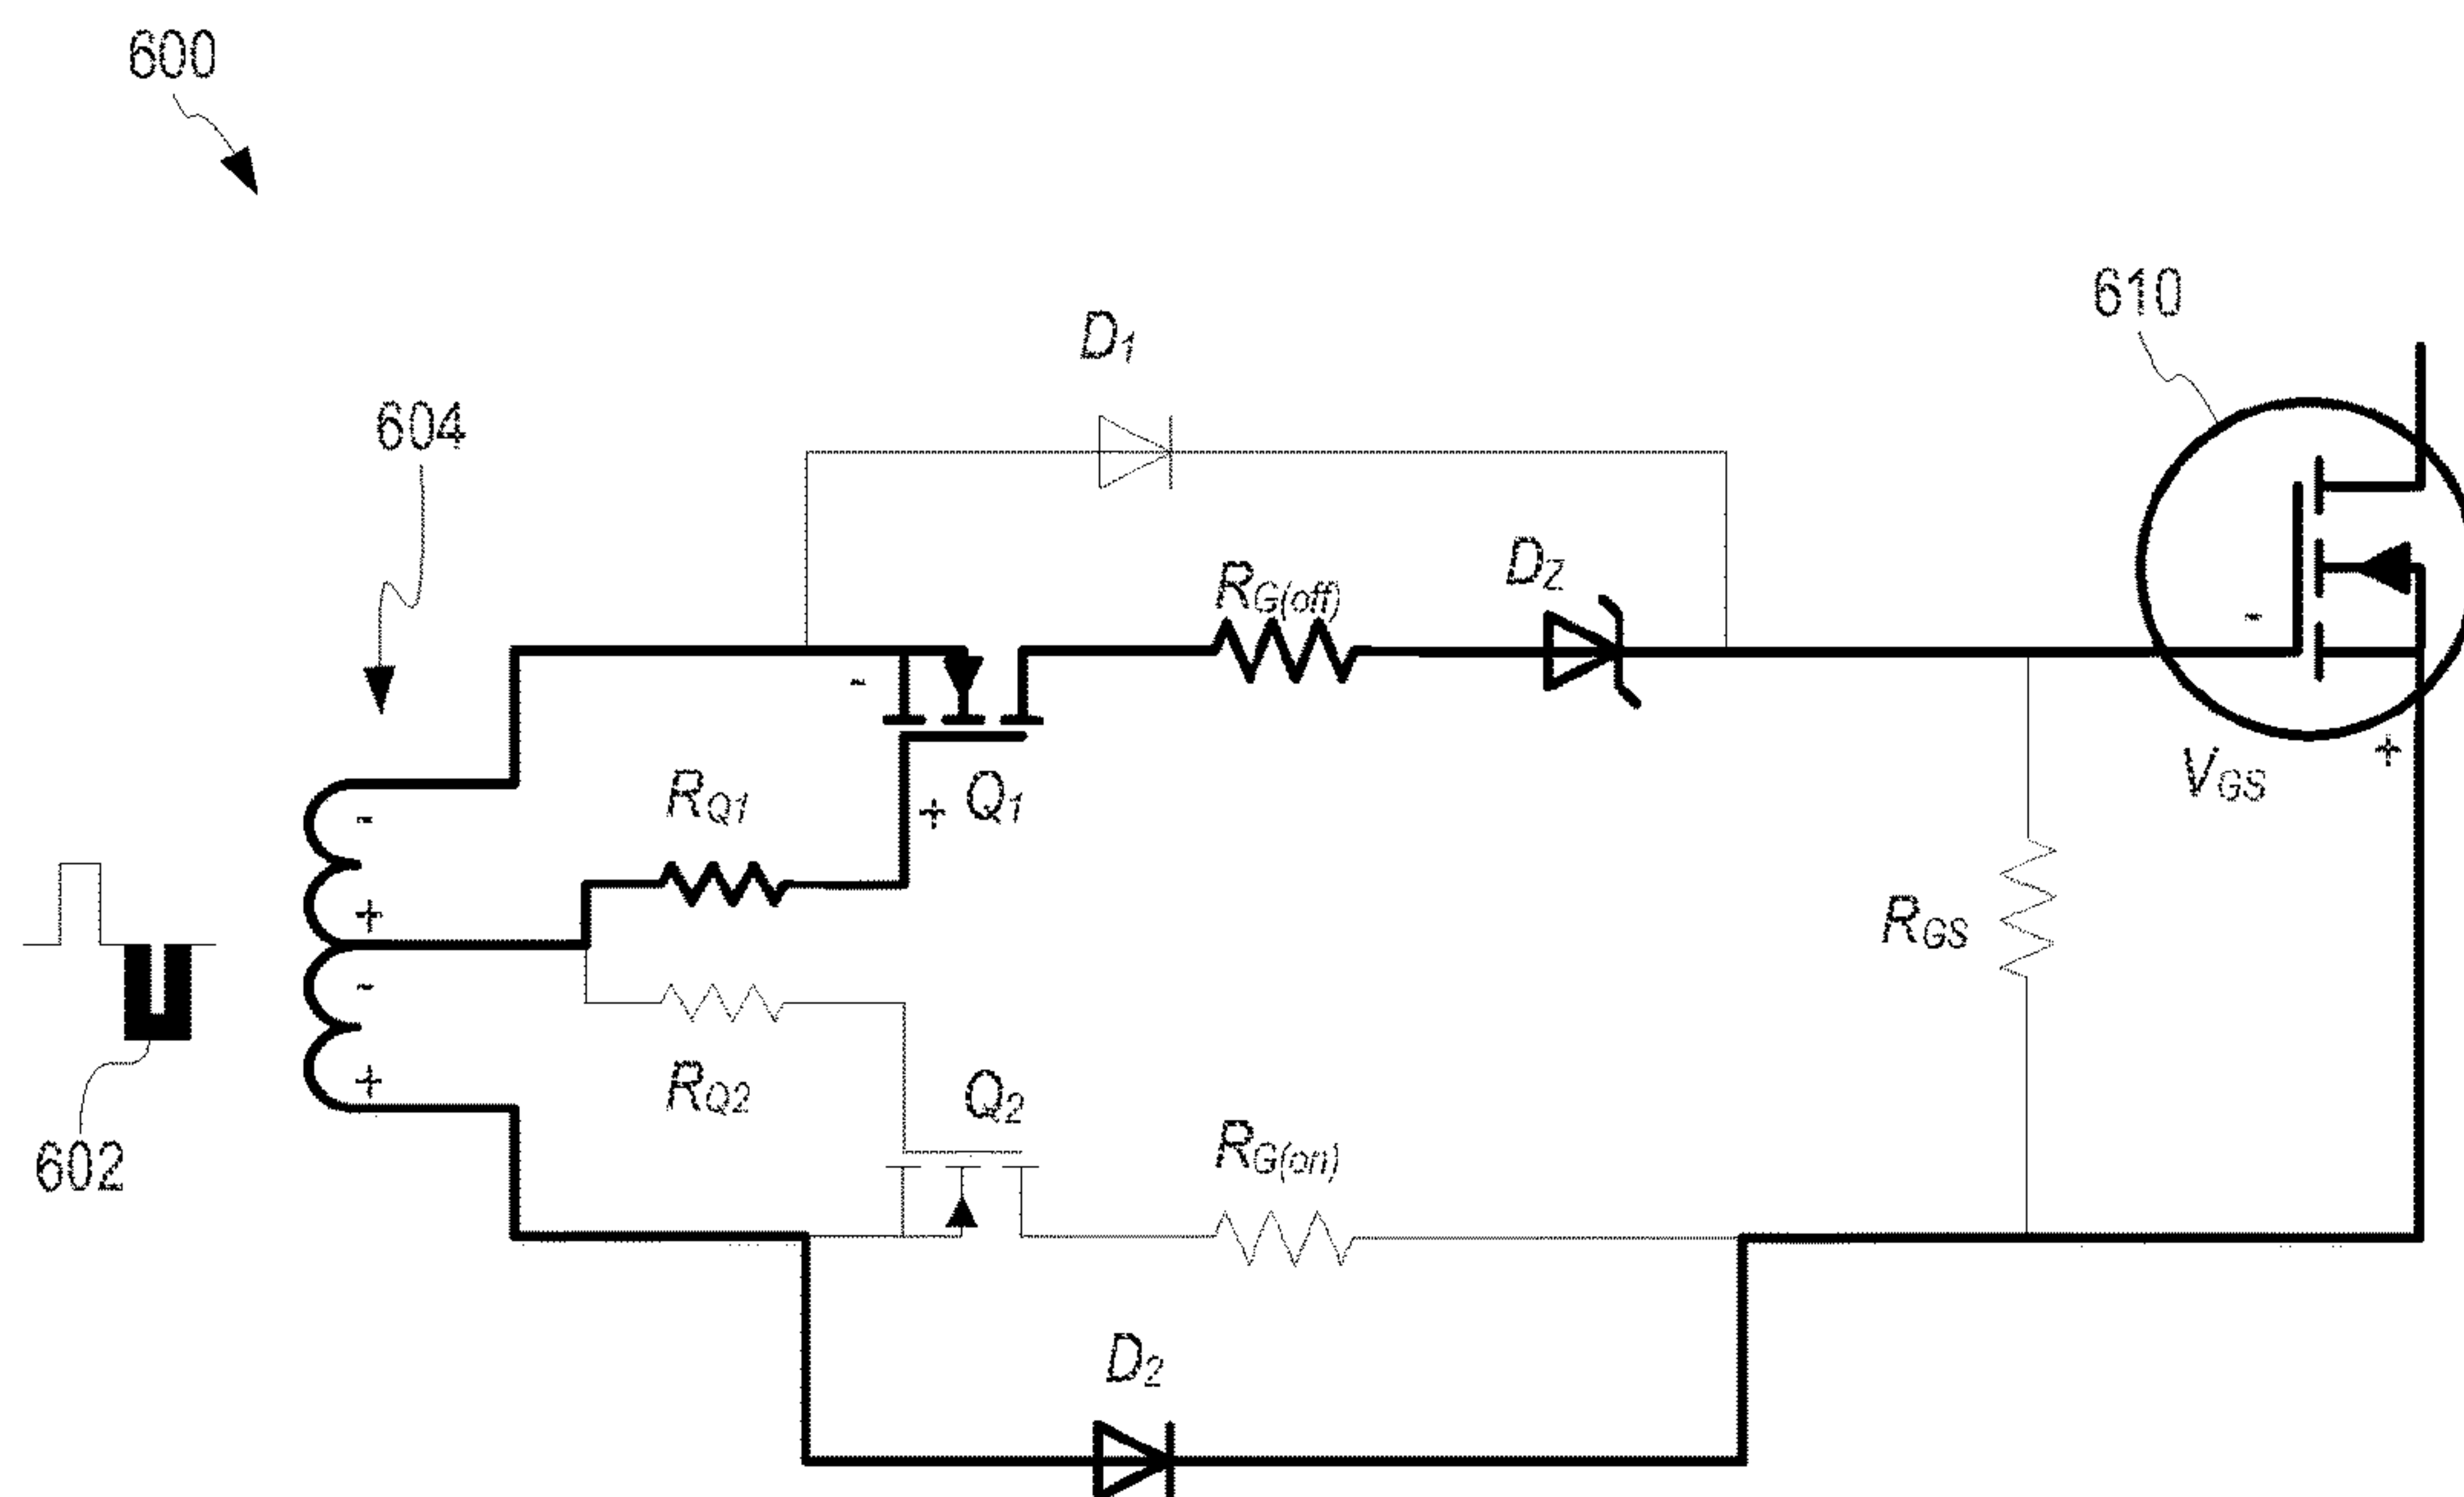 600
610
D1
604
RG(off)
DZ
-
-
+
VGS
RQ1
+ Q1
-
+
RGS
-
RQ2
Q2
+
RG(on)
602
D2